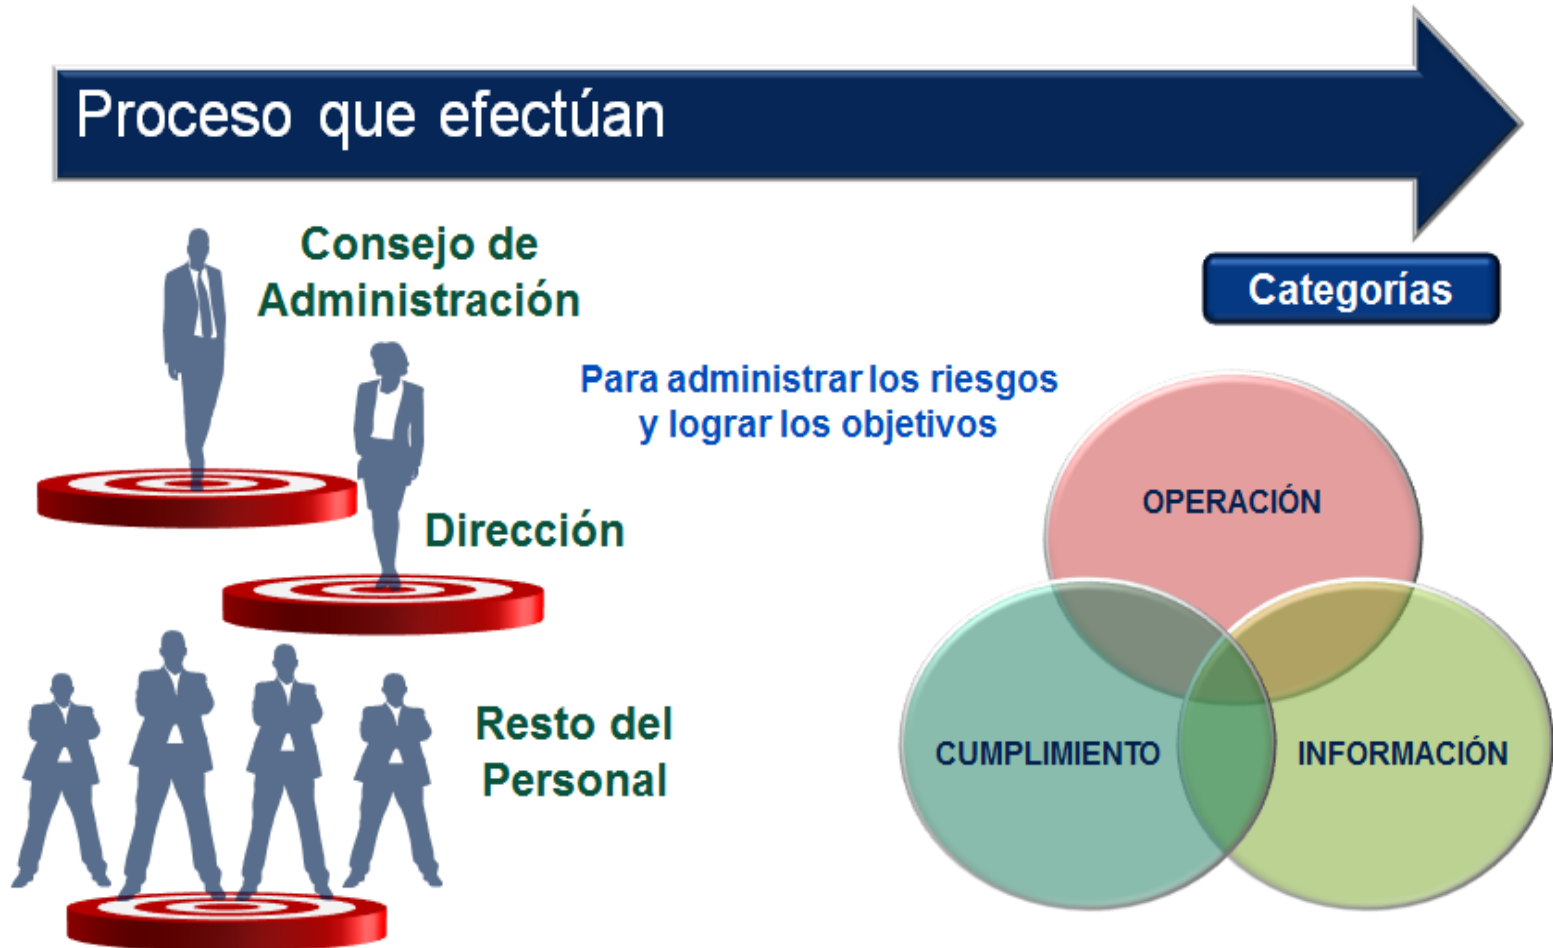 Proceso que efectúan
Consejo de
Administración
Categorías
Para administrar los riesgos
y lograr los objetivos
OPERACIÓN
Dirección
Resto del
Personal
CUMPLIMIENTO
INFORMACIÓN